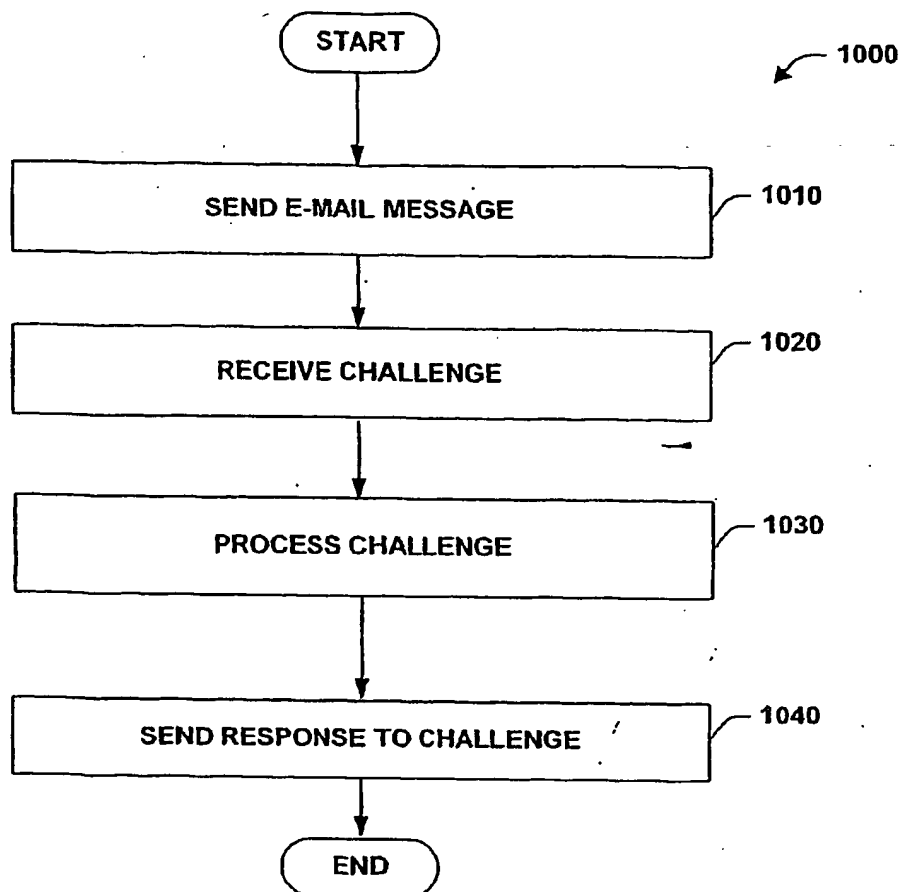 START
1000
SEND E-MAIL MESSAGE
1010
RECEIVE CHALLENGE
1020
PROCESS CHALLENGE
1030
SEND RESPONSE TO CHALLENGE
1040
END